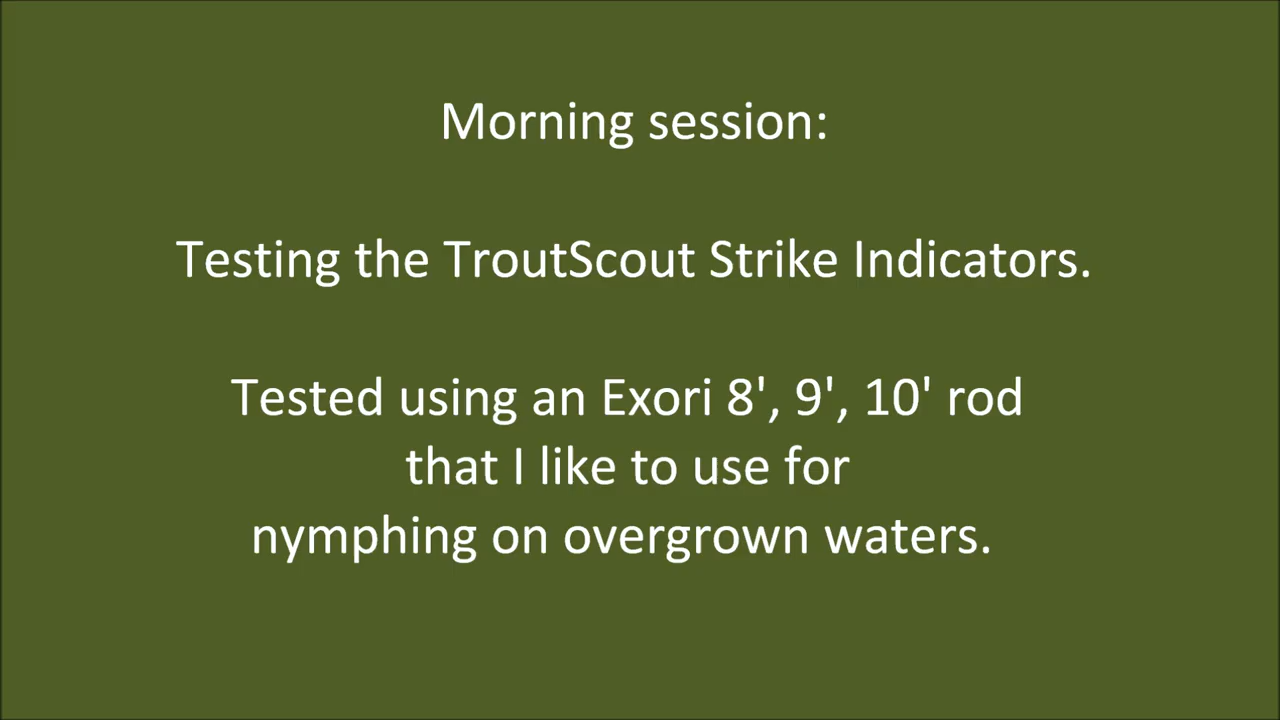 Morning session:
Testing the TroutScout Strike Indicators.
Tested using an Exori 8', 9', 10' rod
that I like to use for
nymphing on overgrown waters.